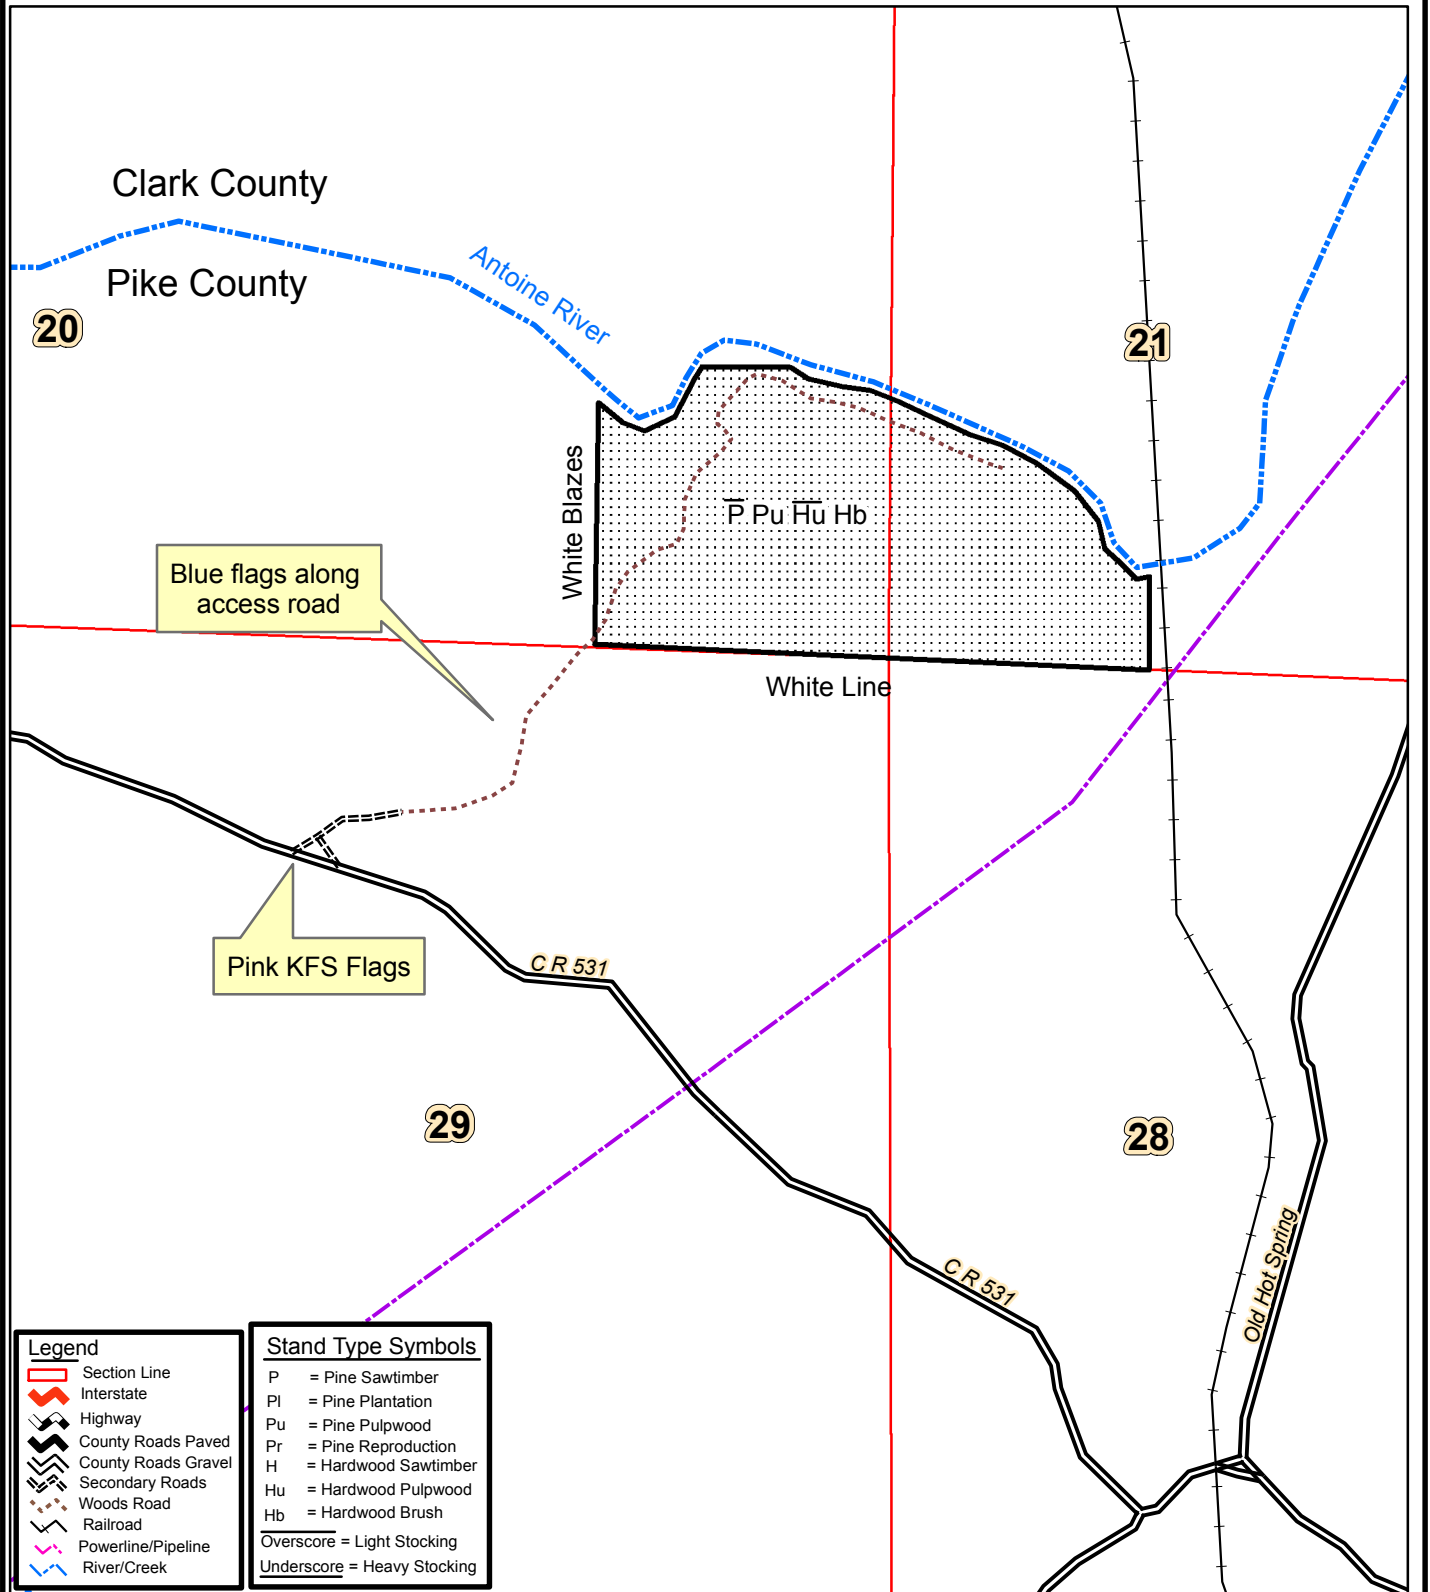 Clark County
Pike County
Antoine River
20
21
White Blazes
P Pu Hu Hb
Blue flags along
access road
White Line
Pink KFS Flags
C R 531
29
28
C R 531
Old Hot Spring
Legend
Section Line
Interstate
Highway
County Roads Paved
County Roads Gravel
Secondary Roads
Woods Road
Railroad
Powerline/Pipeline
River/Creek
Stand Type Symbols
P = Pine Sawtimber
Pl = Pine Plantation
Pu = Pine Pulpwood
Pr = Pine Reproduction
H = Hardwood Sawtimber
Hu = Hardwood Pulpwood
Hb = Hardwood Brush
Overscore = Light Stocking
Underscore = Heavy Stocking